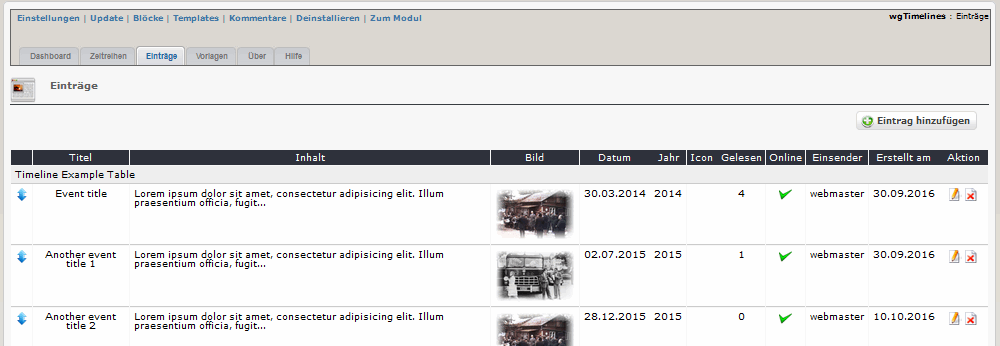 Einstellungen | Update | Blöcke | Templates | Kommentare | Deinstallieren | Zum Modul
wgTimelines : Einträge
Dashboard Zeitreihen Einträge Vorlagen Über Hilfe
Einträge
Eintrag hinzufügen
Titel Inhalt Bild Datum Jahr Icon Gelesen Online Einsender Erstellt am Aktion
Timeline Example Table
Event title Lorem ipsum dolor sit amet, consectetur adipisicing elit. Illum 30.03.2014 2014 4 webmaster 30.09.2016
praesentium officia, fugit...
Another event Lorem ipsum dolor sit amet, consectetur adipisicing elit. Illum 02.07.2015 2015 1 webmaster 30.09.2016
title 1 praesentium officia, fugit...
Another event Lorem ipsum dolor sit amet, consectetur adipisicing elit. Illum 28.12.2015 2015 0 webmaster 10.10.2016
title 2 praesentium officia, fugit...